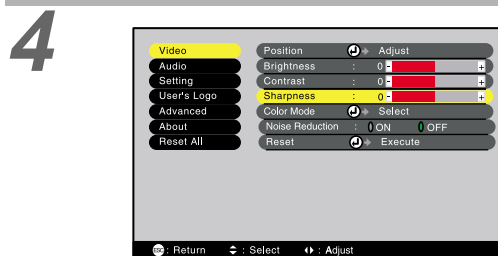 4
Video
Audio
Setting
User's Logo
Advanced
About
Reset All
Position Adjust
Brightness : 0 - +
Contrast : 0 - +
Sharpness : 0 - +
Color Mode Select
Noise Reduction : ON OFF
Reset Execute
ESC : Return : Select : Adjust